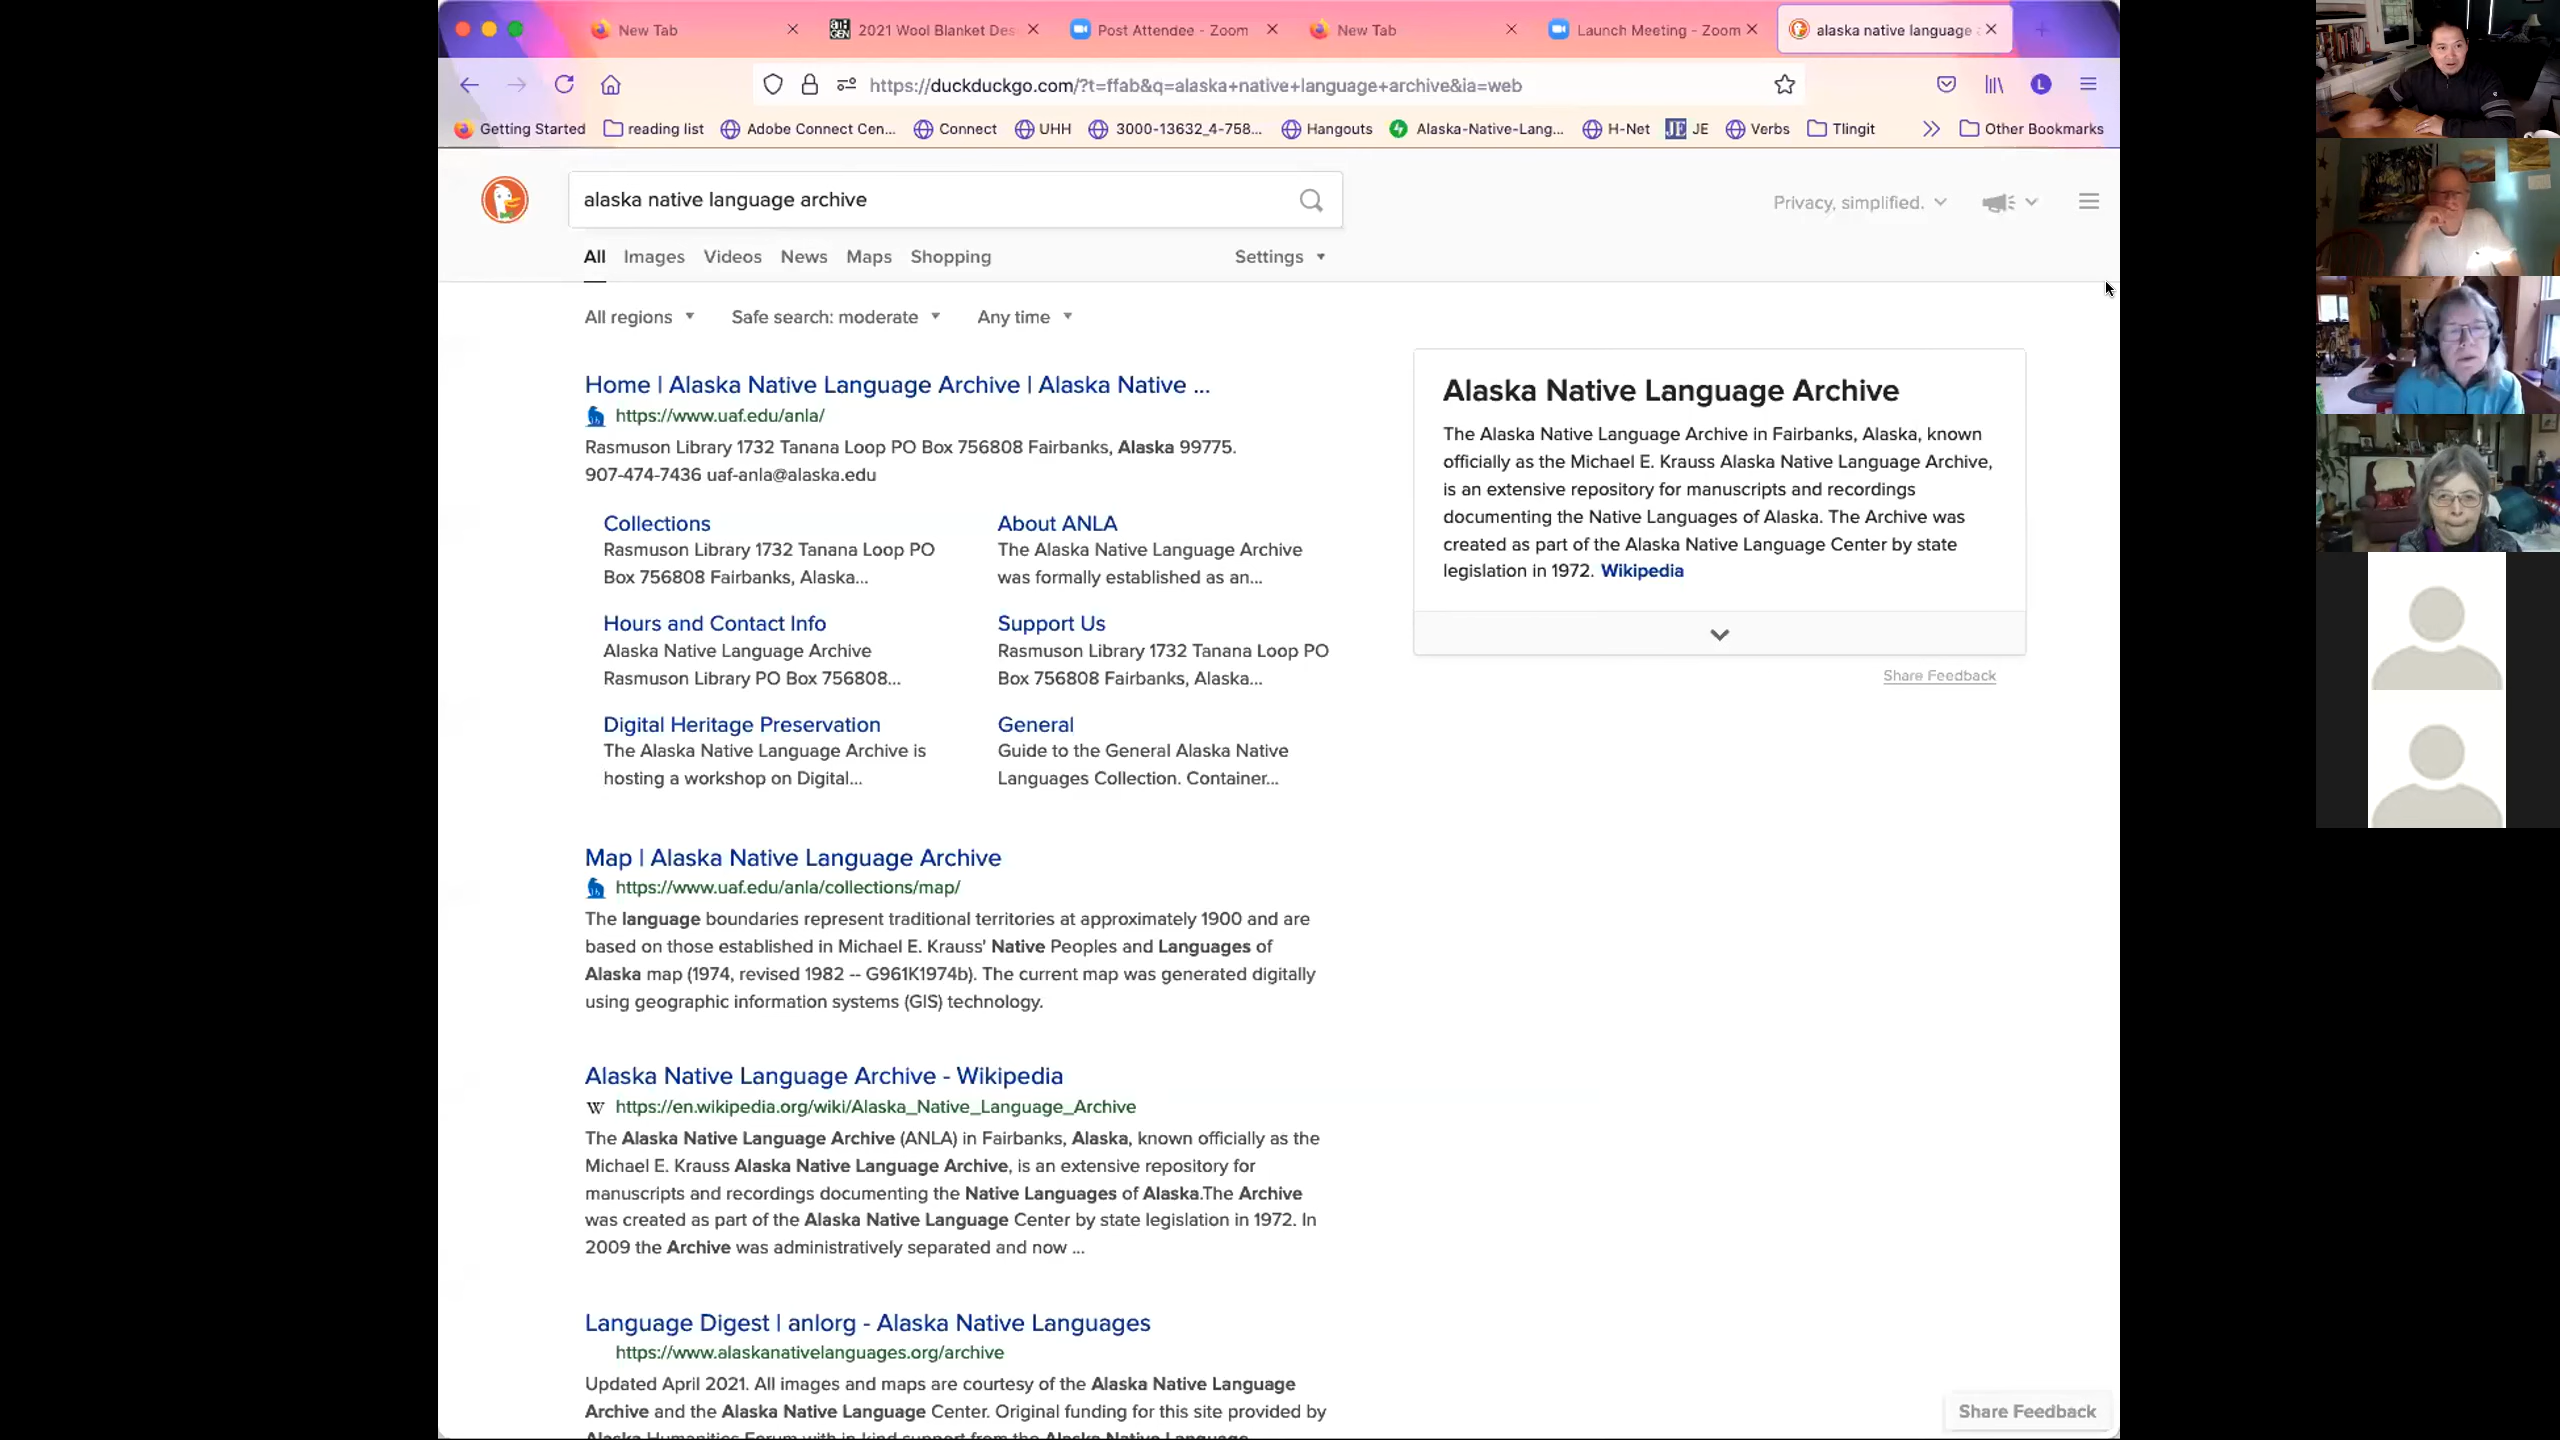 New Tab
2021 Wool Blanket Des
Post Attendee - Zoom
New Tab
Launch Meeting - Zoom
alaska native language
https://duckduckgo.com/?t=ffab&q=alaska+native+language+archive&ia=web
L
Getting Started
reading list
Adobe Connect Cen...
Connect
UHH
3000-13632_4-758...
Hangouts
Alaska-Native-Lang...
H-Net
JE JE
Verbs
Tlingit
Other Bookmarks
alaska native language archive
Privacy, simplified.
All Images Videos News Maps Shopping
Settings
All regions
Safe search: moderate
Any time
Home | Alaska Native Language Archive | Alaska Native ...
https://www.uaf.edu/anla/
Rasmuson Library 1732 Tanana Loop PO Box 756808 Fairbanks, Alaska 99775.
907-474-7436 uaf-anla@alaska.edu
Collections
Rasmuson Library 1732 Tanana Loop PO
Box 756808 Fairbanks, Alaska...
About ANLA
The Alaska Native Language Archive
was formally established as an...
Hours and Contact Info
Alaska Native Language Archive
Rasmuson Library PO Box 756808...
Support Us
Rasmuson Library 1732 Tanana Loop PO
Box 756808 Fairbanks, Alaska...
Digital Heritage Preservation
The Alaska Native Language Archive is
hosting a workshop on Digital...
General
Guide to the General Alaska Native
Languages Collection. Container...
Map | Alaska Native Language Archive
https://www.uaf.edu/anla/collections/map/
The language boundaries represent traditional territories at approximately 1900 and are
based on those established in Michael E. Krauss' Native Peoples and Languages of
Alaska map (1974, revised 1982 -- G961K1974b). The current map was generated digitally
using geographic information systems (GIS) technology.
Alaska Native Language Archive - Wikipedia
W https://en.wikipedia.org/wiki/Alaska_Native_Language_Archive
The Alaska Native Language Archive (ANLA) in Fairbanks, Alaska, known officially as the
Michael E. Krauss Alaska Native Language Archive, is an extensive repository for
manuscripts and recordings documenting the Native Languages of Alaska.The Archive
was created as part of the Alaska Native Language Center by state legislation in 1972. In
2009 the Archive was administratively separated and now ...
Language Digest | anlorg - Alaska Native Languages
https://www.alaskanativelanguages.org/archive
Updated April 2021. All images and maps are courtesy of the Alaska Native Language
Archive and the Alaska Native Language Center. Original funding for this site provided by
Alaska Humanities Forum with in-kind support from the Alaska Native Language
Alaska Native Language Archive
The Alaska Native Language Archive in Fairbanks, Alaska, known
officially as the Michael E. Krauss Alaska Native Language Archive,
is an extensive repository for manuscripts and recordings
documenting the Native Languages of Alaska. The Archive was
created as part of the Alaska Native Language Center by state
legislation in 1972. Wikipedia
Share Feedback
Share Feedback